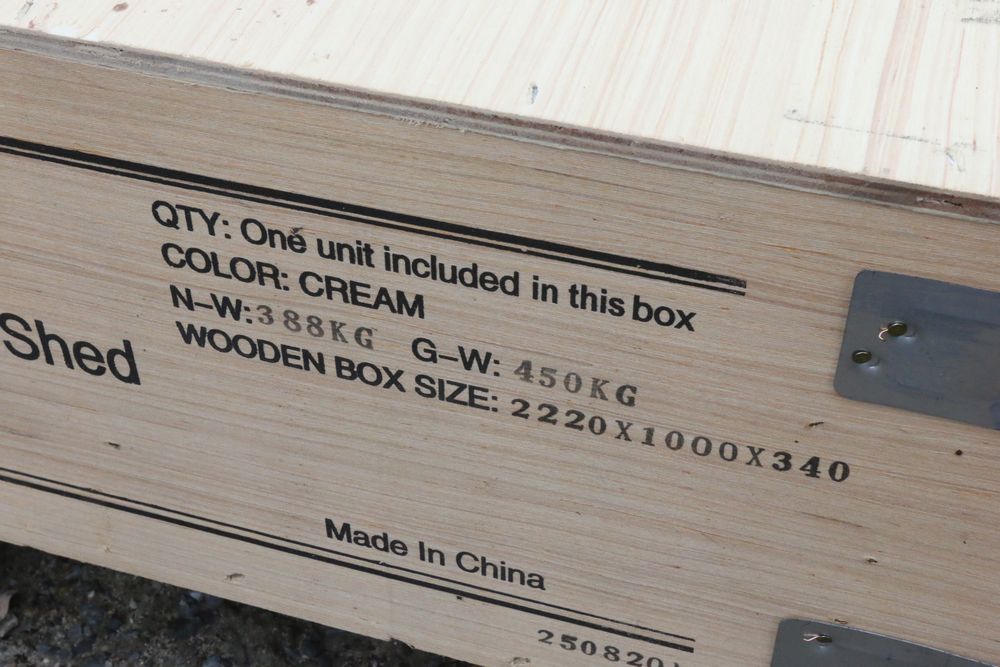 QTY: One unit included in this box
COLOR: CREAM
N-W:388KG G-W: 450KG
Shed
WOODEN BOX SIZE: 2220X1000X340
Made In China
250820